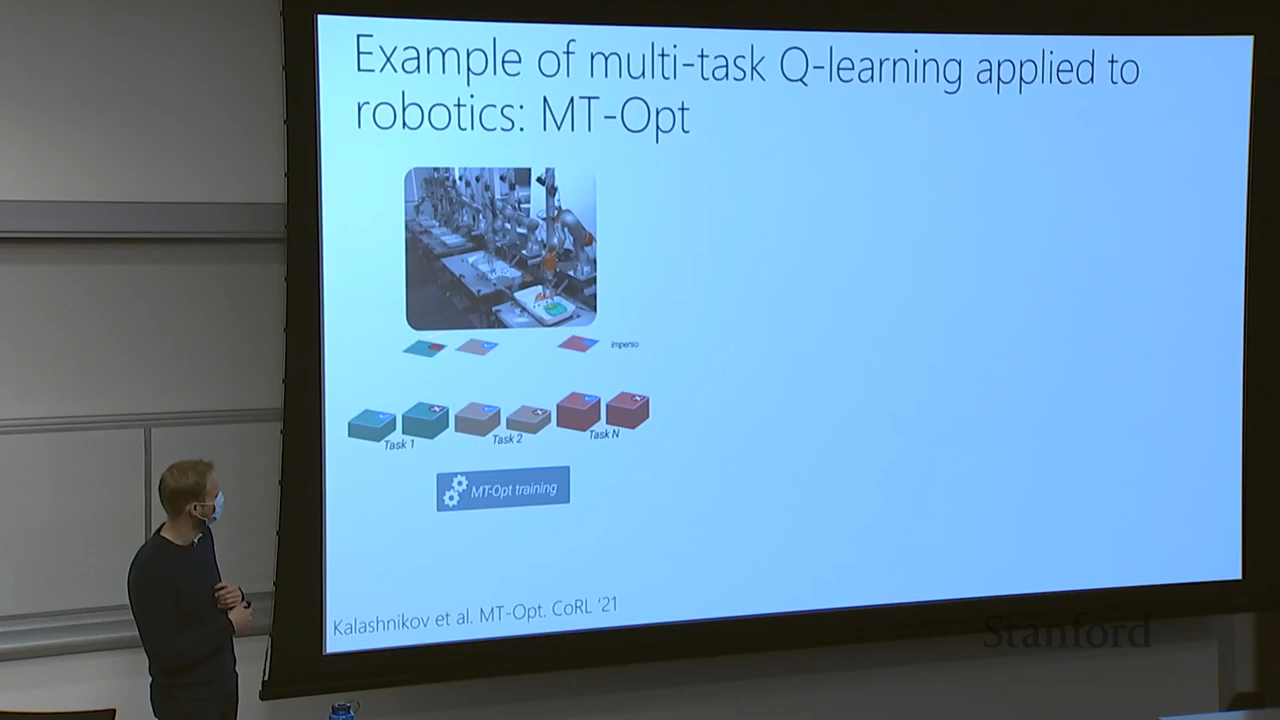 Example of multi-task Q-learning applied to
robotics: MT-Opt
Task 1
Task 2
Task N
MT-Opt training
Kalashnikov et al. MT-Opt. CoRL ‘21
Stanford